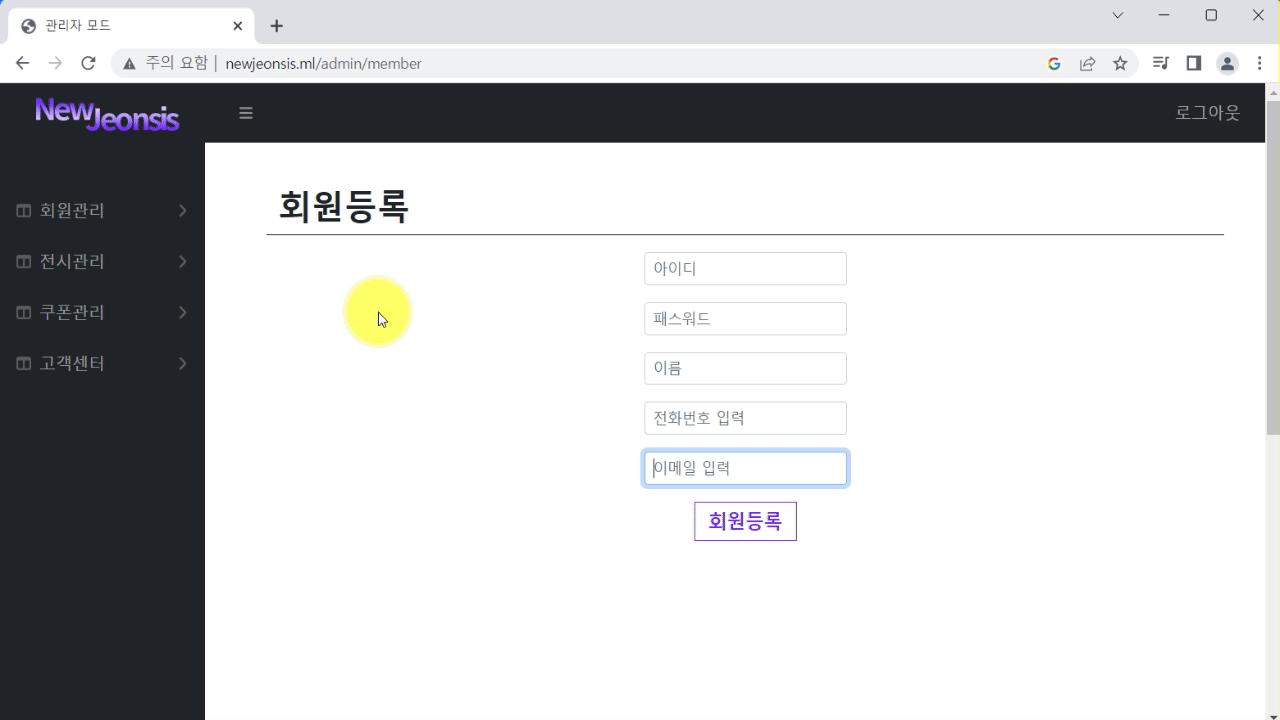 관리자 모드
주의 요함 | newjeonsis.ml/admin/member
NewJeonsis
로그아웃
회원관리
전시관리
쿠폰관리
고객센터
회원등록
아이디
패스워드
이름
전화번호 입력
이메일 입력
회원등록